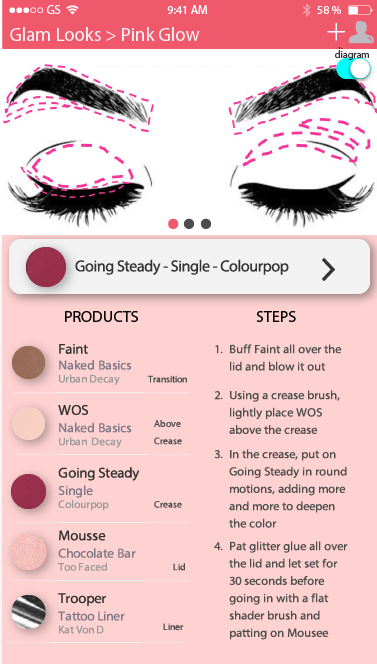 GS 9:41 AM 58 %
Glam Looks > Pink Glow
diagram
Going Steady - Single - Colourpop
PRODUCTS
Faint
Naked Basics
Urban Decay Transition
WOS
Naked Basics Above
Urban Decay Crease
Going Steady
Single
Colourpop Crease
Mousse
Chocolate Bar
Too Faced Lid
Trooper
Tattoo Liner
Kat Von D Liner
STEPS
1. Buff Faint all over the
lid and blow it out
2. Using a crease brush,
lightly place WOS
above the crease
3. In the crease, put on
Going Steady in round
motions, adding more
and more to deepen
the color
4. Pat glitter glue all over
the lid and let set for
30 seconds before
going in with a flat
shader brush and
patting on Mousee